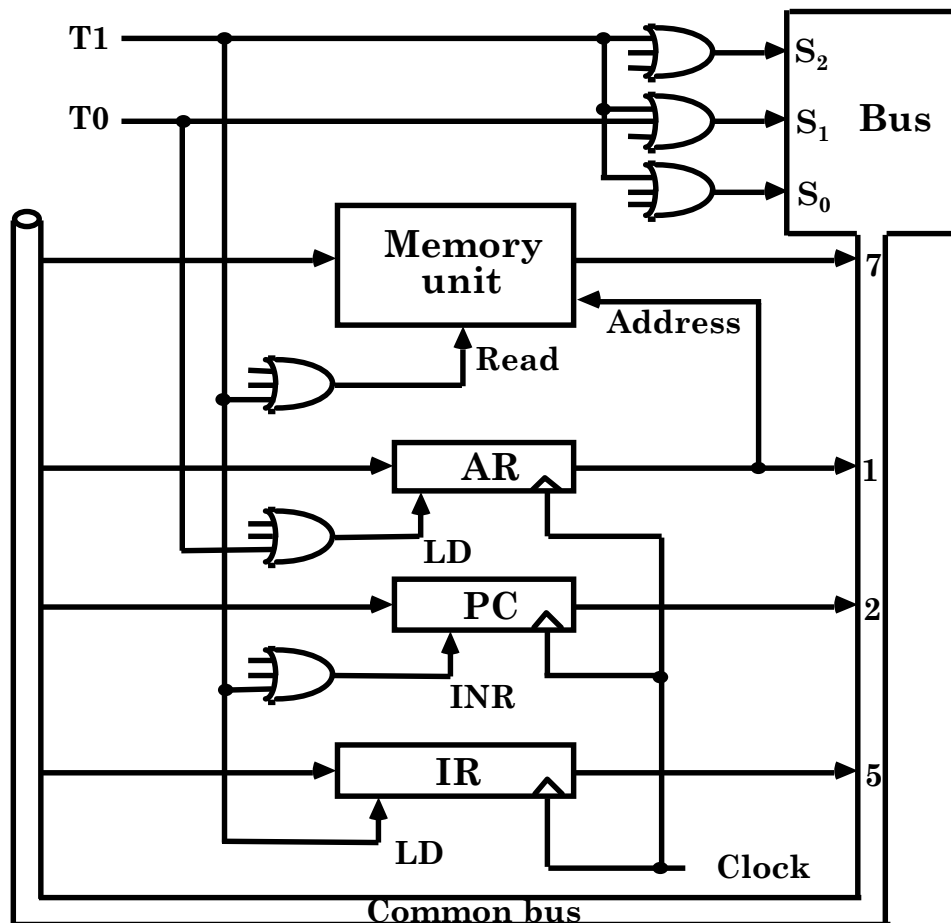 T1
S2
T0
S1
Bus
S0
Memory
unit
7
Address
Read
AR
1
LD
PC
2
INR
IR
5
LD
Clock
Common bus